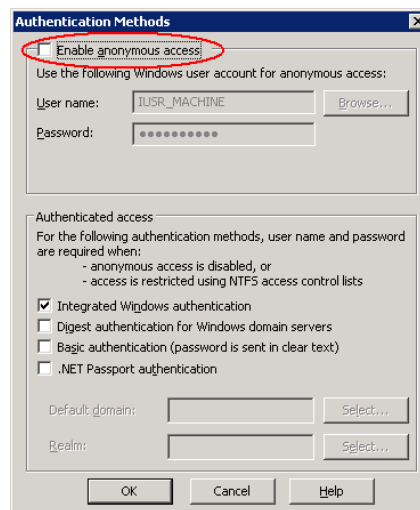 Authentication Methods
Enable anonymous access
Use the following Windows user account for anonymous access:
User name: IUSR_MACHINE Browse...
Password: ●●●●●●●●●●
Authenticated access
For the following authentication methods, user name and password
are required when:
- anonymous access is disabled, or
- access is restricted using NTFS access control lists
Integrated Windows authentication
Digest authentication for Windows domain servers
Basic authentication (password is sent in clear text)
.NET Passport authentication
Default domain: Select...
Realm: Select...
OK Cancel Help